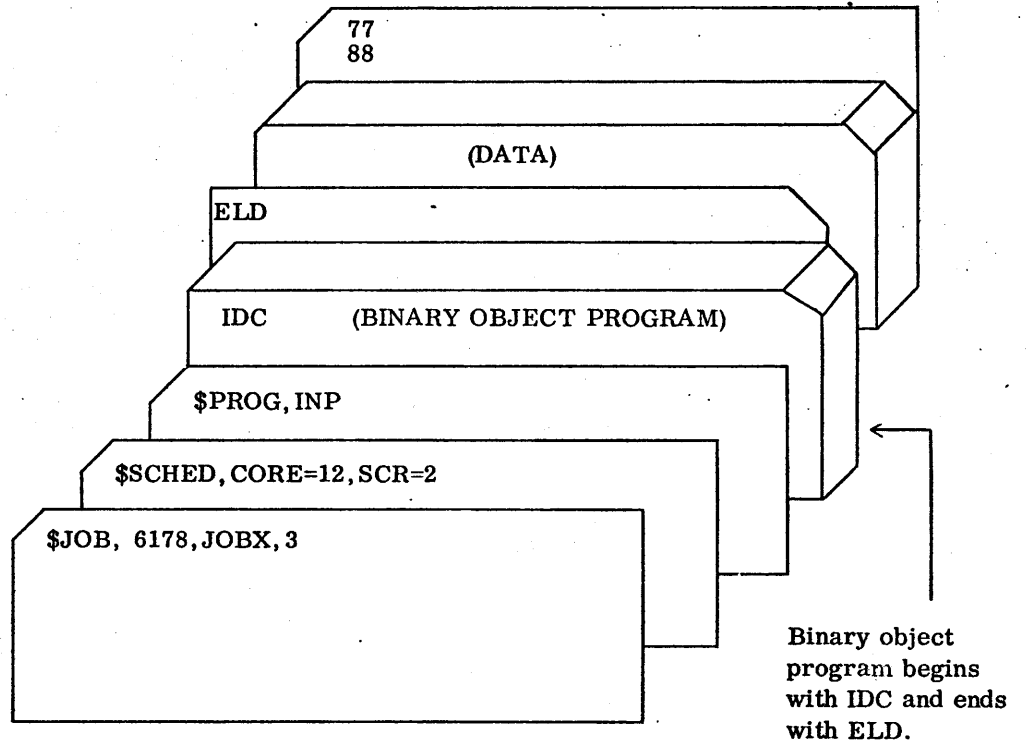 77
88
(DATA)
ELD
IDC (BINARY OBJECT PROGRAM)
$PROG, INP
$SCHED, CORE=12, SCR=2
$JOB, 6178, JOBX, 3
Binary object
program begins
with IDC and ends
with ELD.